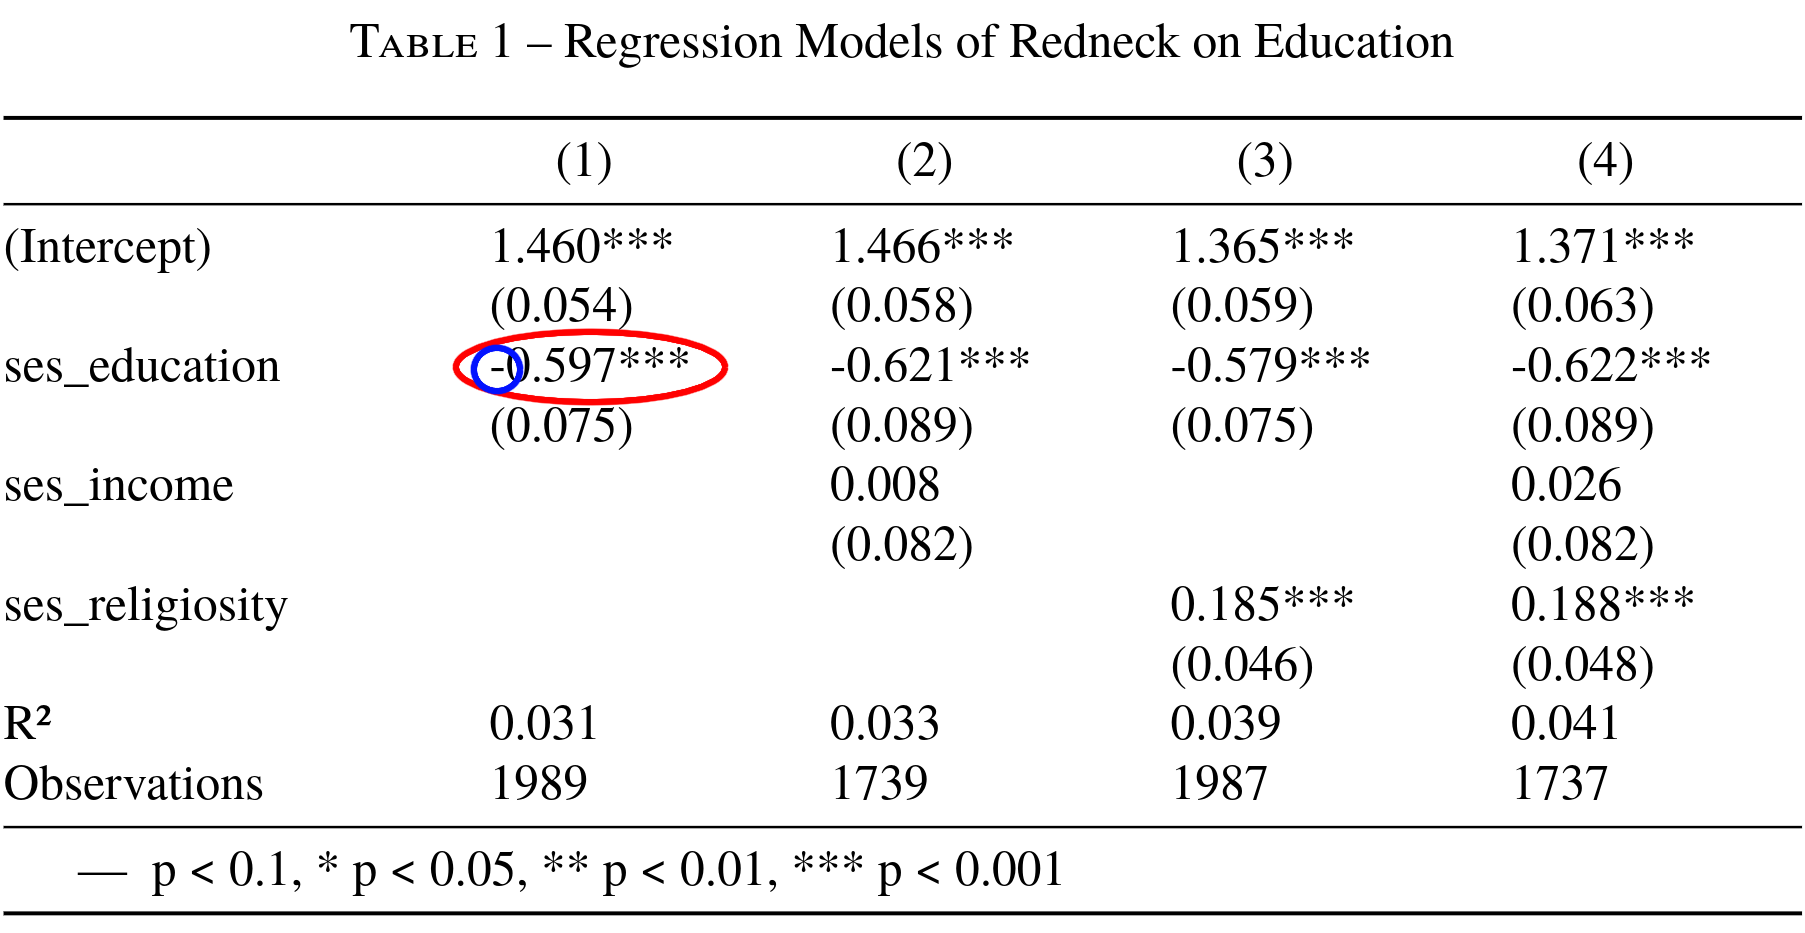 TABLE 1 – Regression Models of Redneck on Education
(1) (2) (3) (4)
(Intercept) 1.460*** 1.466*** 1.365*** 1.371***
(0.054) (0.058) (0.059) (0.063)
ses_education -0.597*** -0.621*** -0.579*** -0.622***
(0.075) (0.089) (0.075) (0.089)
ses_income 0.008 0.026
(0.082) (0.082)
ses_religiosity 0.185*** 0.188***
(0.046) (0.048)
R² 0.031 0.033 0.039 0.041
Observations 1989 1739 1987 1737
— p < 0.1, * p < 0.05, ** p < 0.01, *** p < 0.001